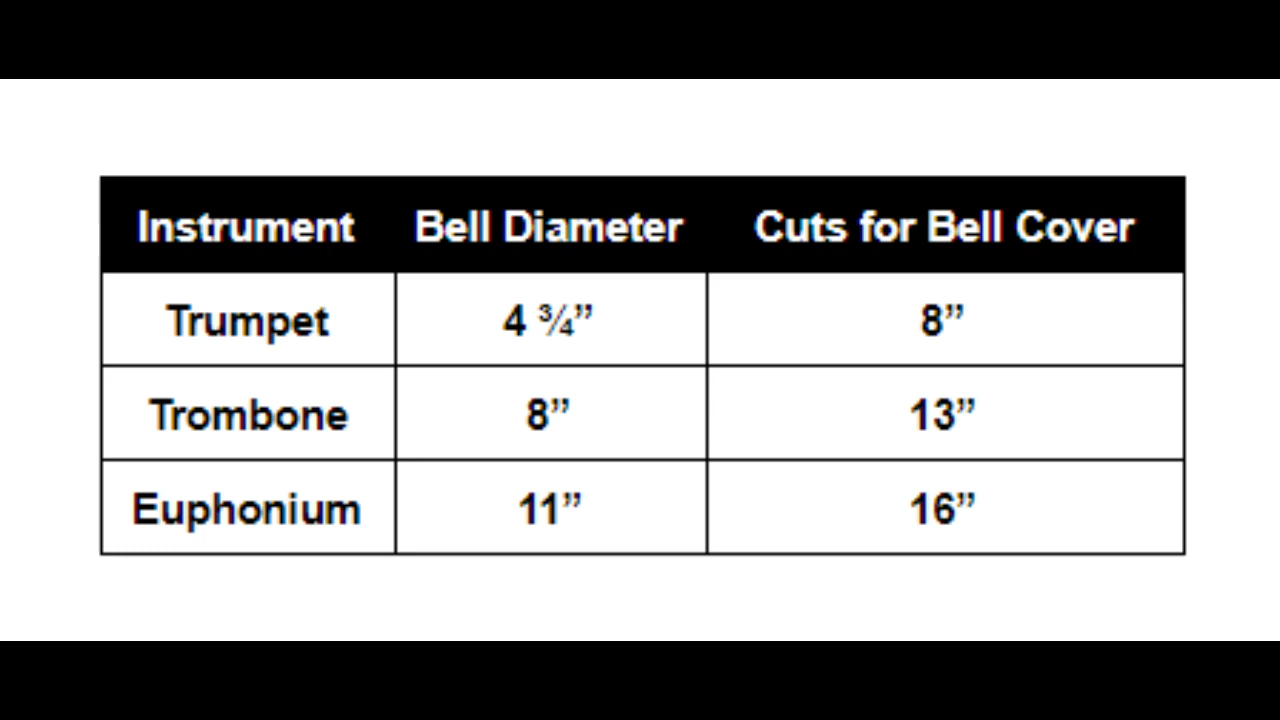 Instrument Bell Diameter Cuts for Bell Cover
Trumpet 4 ¾” 8”
Trombone 8” 13”
Euphonium 11” 16”